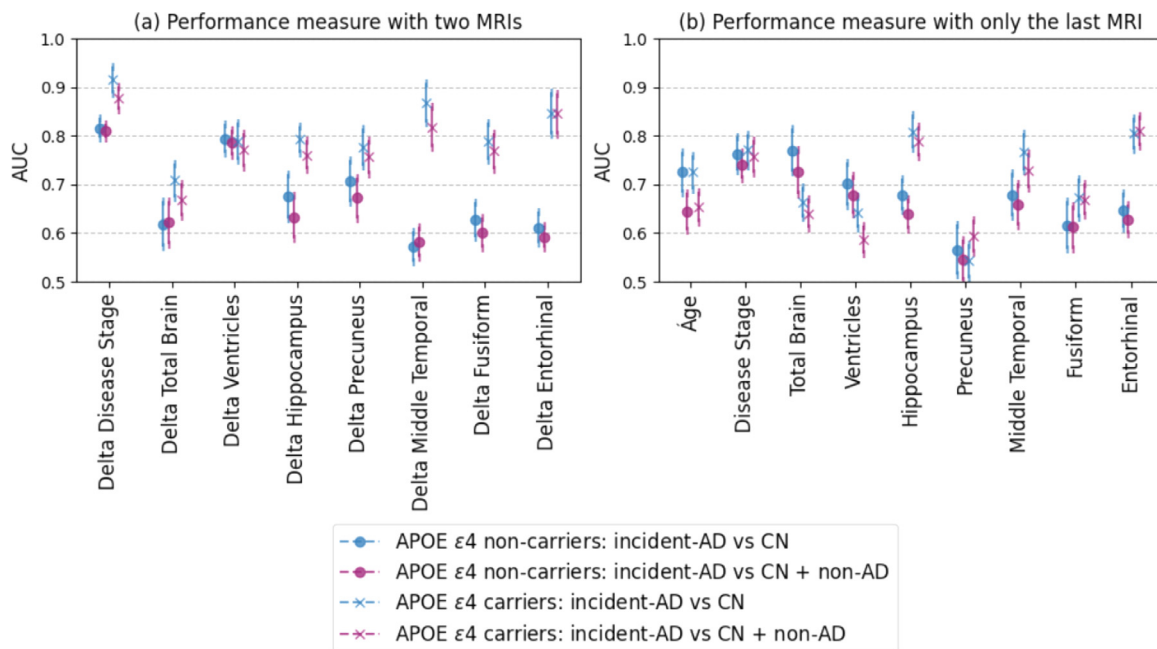 (a) Performance measure with two MRIs
(b) Performance measure with only the last MRI
AUC
1.0
0.9
0.8
0.7
0.6
0.5
Delta Disease Stage
Delta Total Brain
Delta Ventricles
Delta Hippocampus
Delta Precuneus
Delta Middle Temporal
Delta Fusiform
Delta Entorhinal
AUC
1.0
0.9
0.8
0.7
0.6
0.5
Áge
Disease Stage
Total Brain
Ventricles
Hippocampus
Precuneus
Middle Temporal
Fusiform
Entorhinal
APOE ε4 non-carriers: incident-AD vs CN
APOE ε4 non-carriers: incident-AD vs CN + non-AD
APOE ε4 carriers: incident-AD vs CN
APOE ε4 carriers: incident-AD vs CN + non-AD